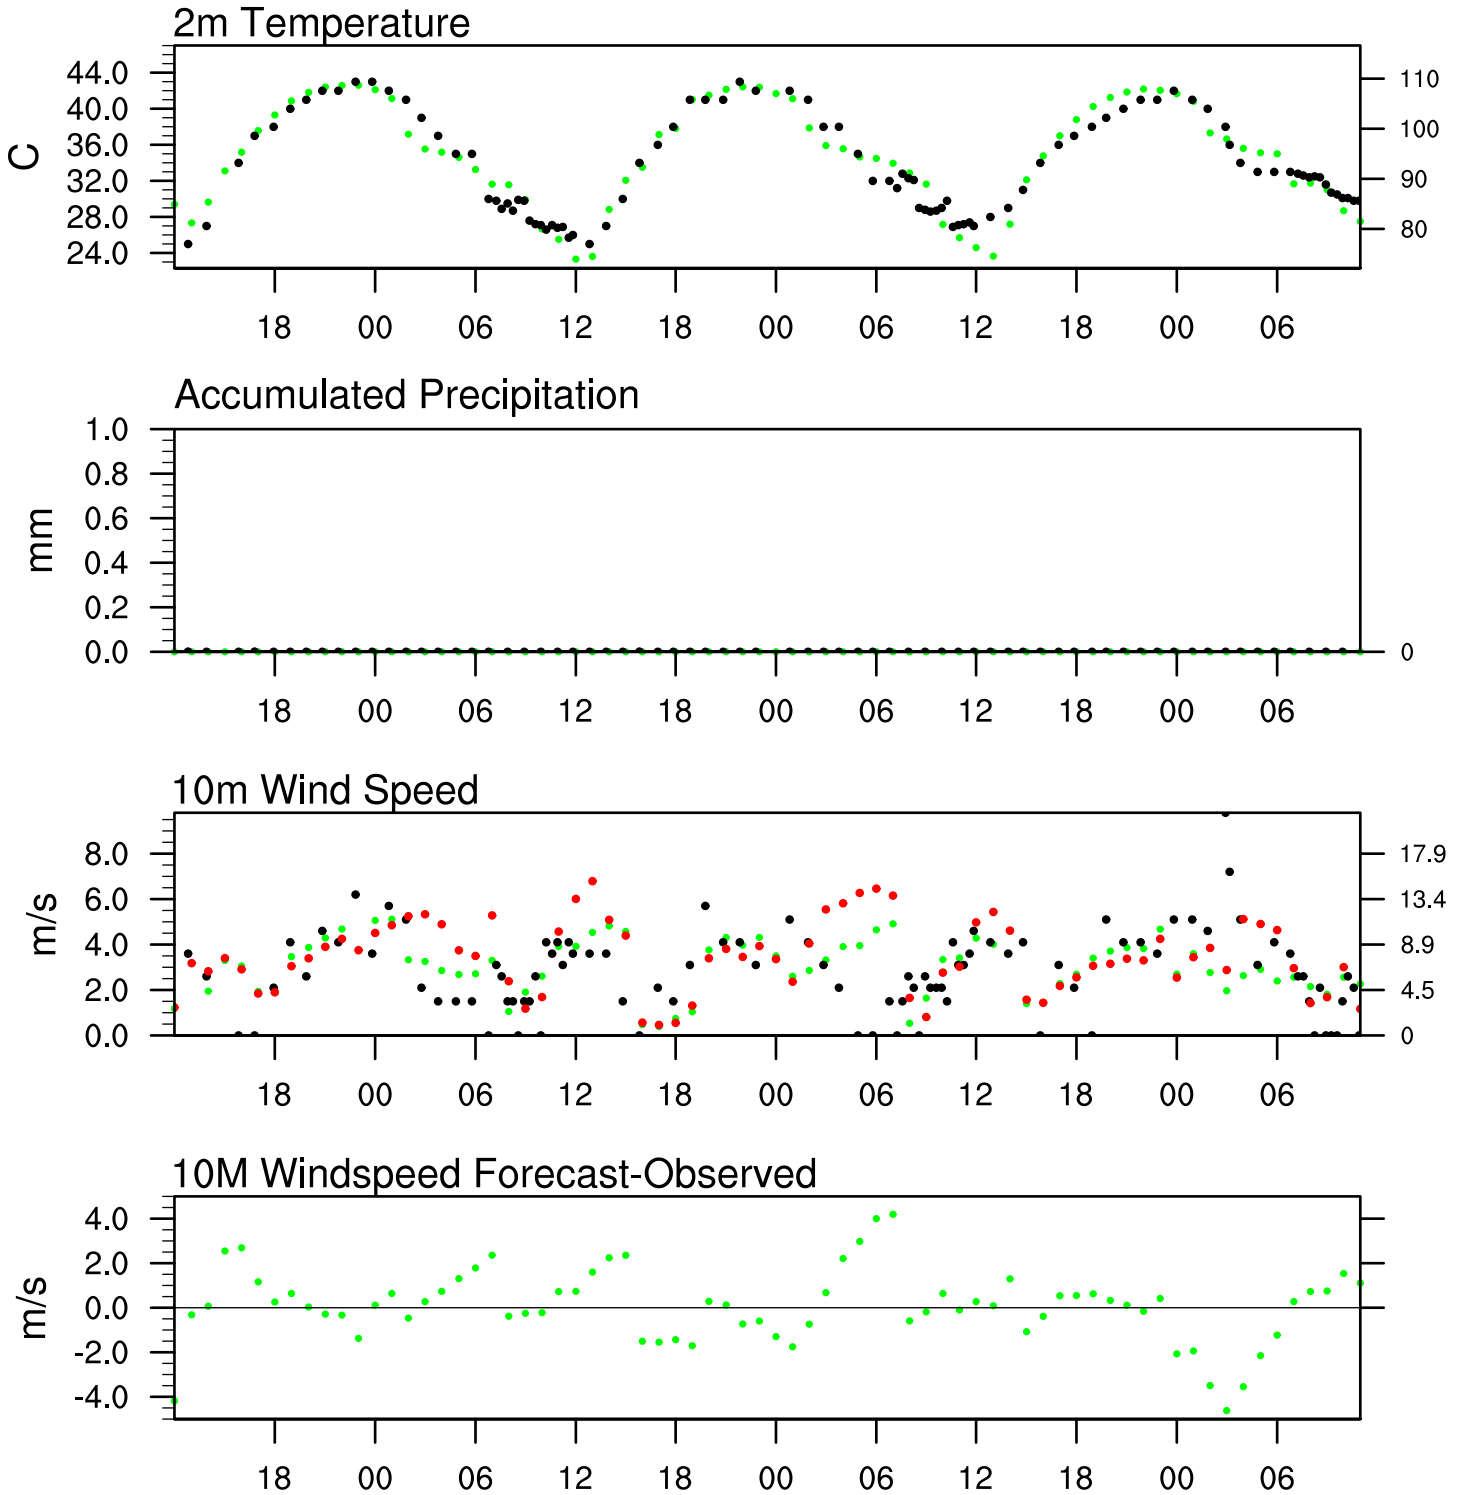 2m Temperature
44.0
40.0
36.0
32.0
28.0
24.0
C
110
100
90
80
18 00 06 12 18 00 06 12 18 00 06
Accumulated Precipitation
1.0
0.8
0.6
0.4
0.2
0.0
mm
0
18 00 06 12 18 00 06 12 18 00 06
10m Wind Speed
8.0
6.0
4.0
2.0
0.0
m/s
17.9
13.4
8.9
4.5
0
18 00 06 12 18 00 06 12 18 00 06
10M Windspeed Forecast-Observed
4.0
2.0
0.0
-2.0
-4.0
m/s
18 00 06 12 18 00 06 12 18 00 06